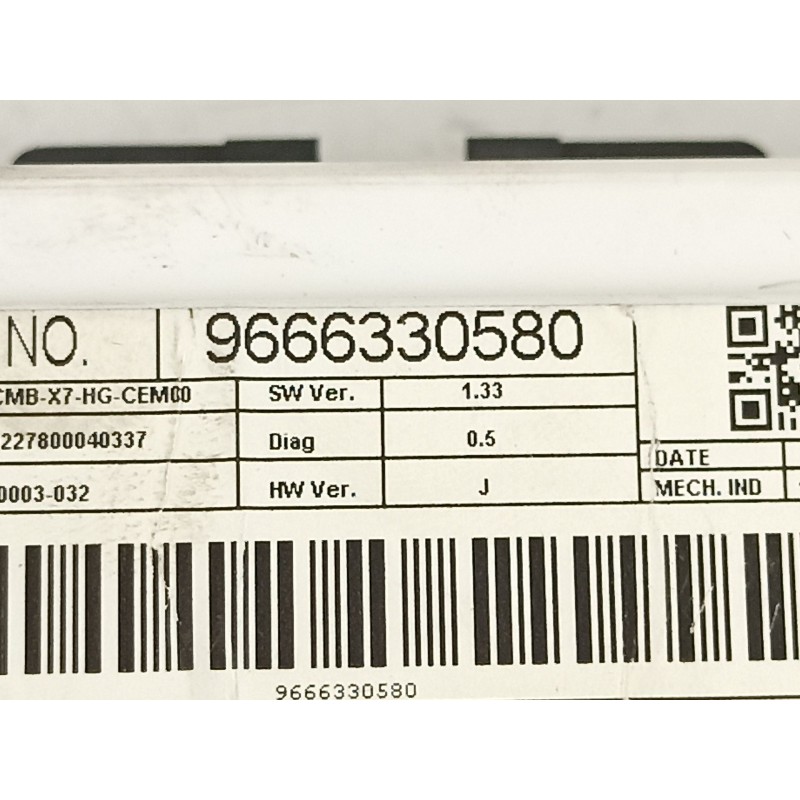 NO. 9666330580
CMB-X7-HG-CEM00 SW Ver. 1.33
227800040337 Diag 0.5
0003-032 HW Ver. J
DATE
MECH. IND
9666330580